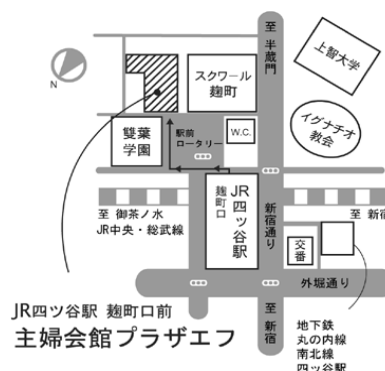 至 半蔵門
上智大学
スクワール
麹町
N
イグナチオ
教会
雙葉
学園
駅前
ロータリー
W.C.
JR四ッ谷駅
麹町口
新宿通り
至 御茶ノ水
JR中央・総武線
至 新宿
交番
外堀通り
至 新宿
JR四ツ谷駅 麹町口前
主婦会館プラザエフ
地下鉄
丸の内線
南北線
四ッ谷駅